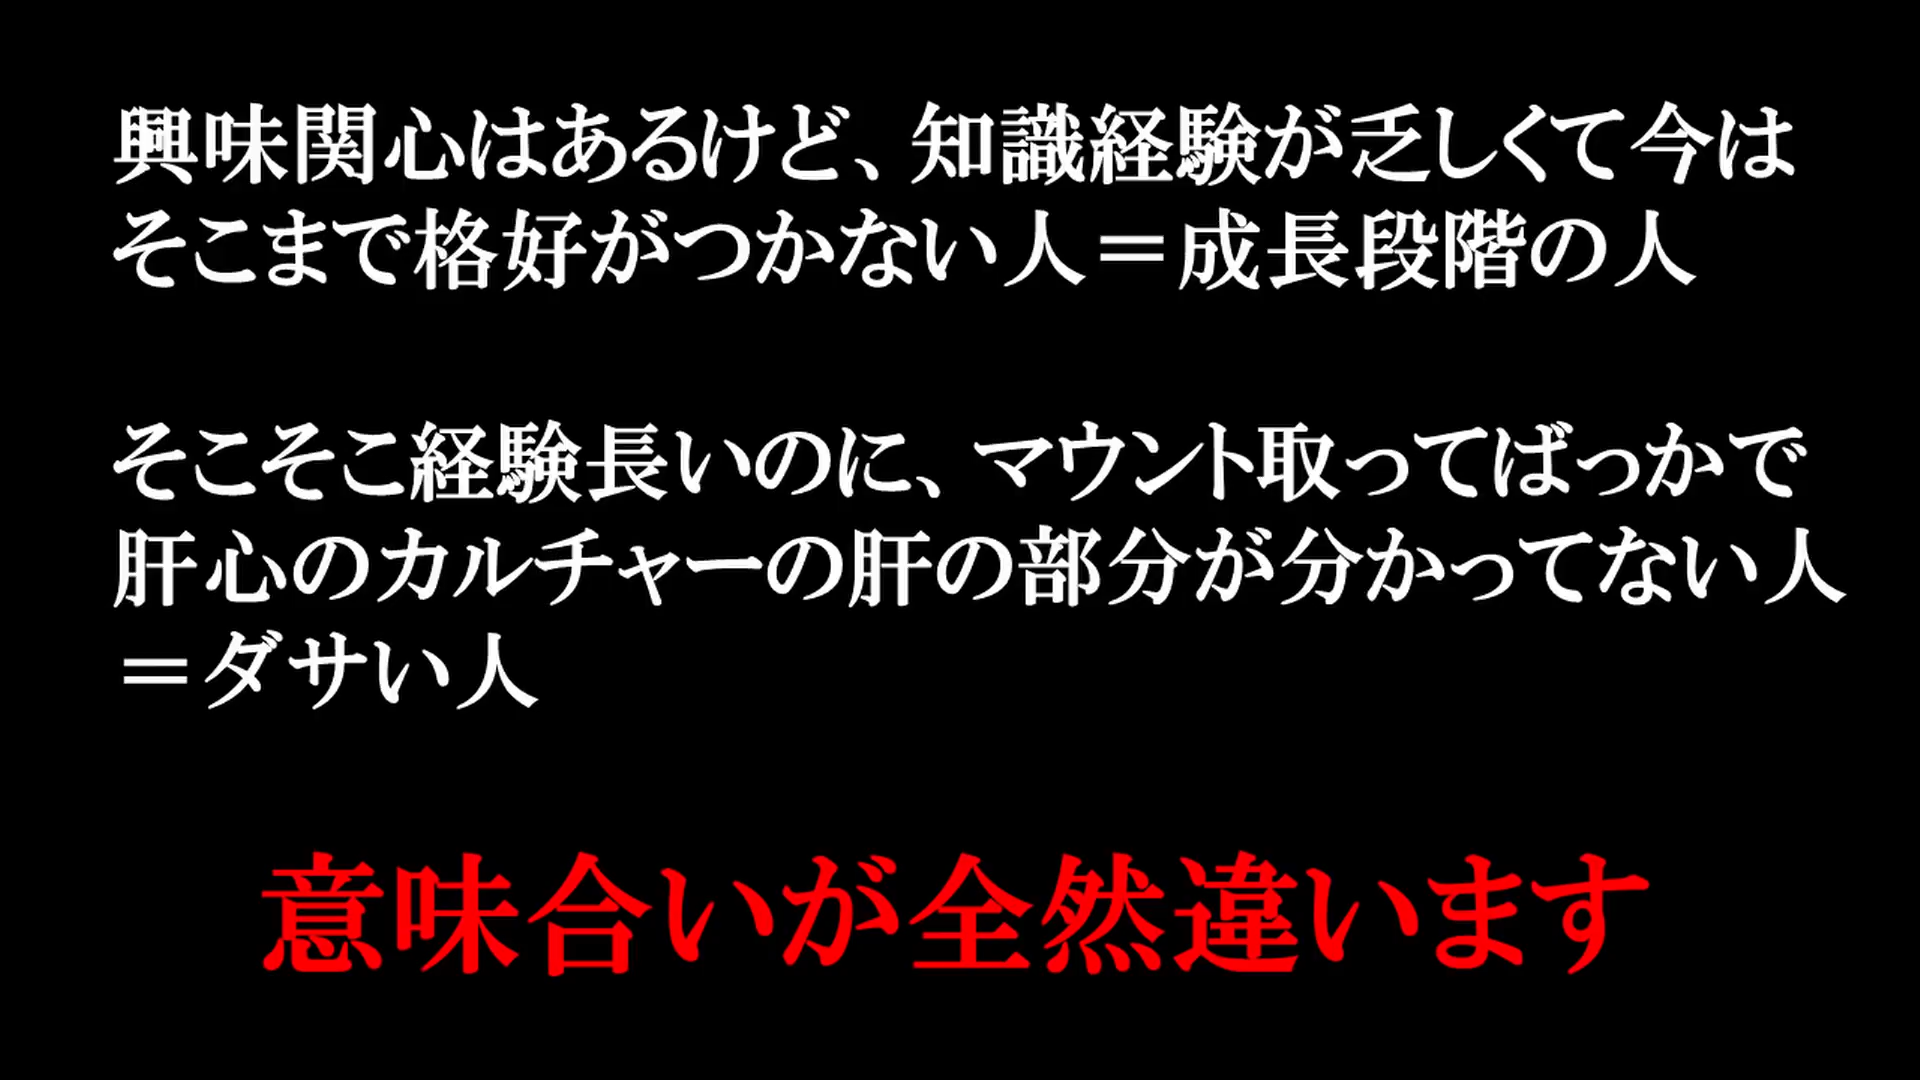 興味関心はあるけど、知識経験が乏しくて今は
そこまで格好がつかない人＝成長段階の人
そこそこ経験長いのに、マウント取ってばっかで
肝心のカルチャーの肝の部分が分かってない人
＝ダサい人
意味合いが全然違います